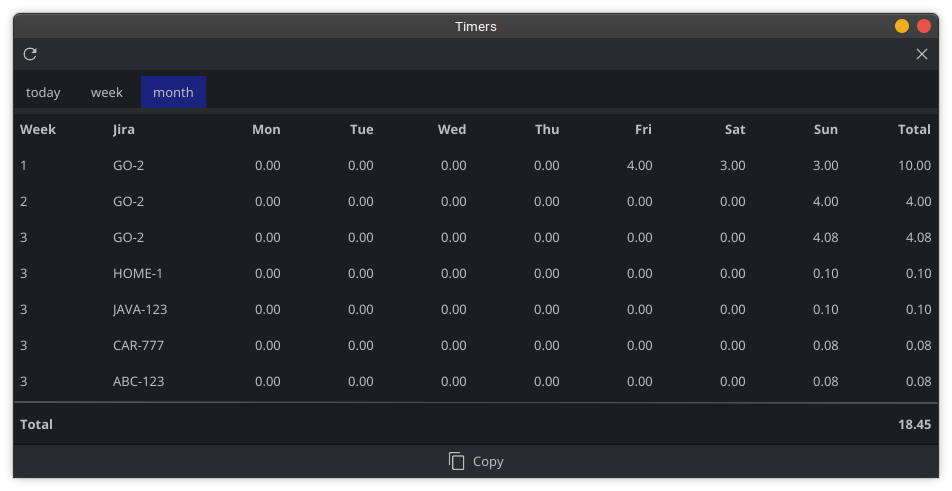 Timers
today week month
Week Jira Mon Tue Wed Thu Fri Sat Sun Total
1 GO-2 0.00 0.00 0.00 0.00 4.00 3.00 3.00 10.00
2 GO-2 0.00 0.00 0.00 0.00 0.00 0.00 4.00 4.00
3 GO-2 0.00 0.00 0.00 0.00 0.00 0.00 4.08 4.08
3 HOME-1 0.00 0.00 0.00 0.00 0.00 0.00 0.10 0.10
3 JAVA-123 0.00 0.00 0.00 0.00 0.00 0.00 0.10 0.10
3 CAR-777 0.00 0.00 0.00 0.00 0.00 0.00 0.08 0.08
3 ABC-123 0.00 0.00 0.00 0.00 0.00 0.00 0.08 0.08
Total 18.45
Copy